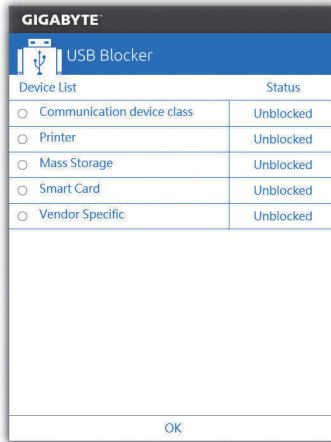 GIGABYTE™
USB Blocker
Device List Status
Communication device class Unblocked
Printer Unblocked
Mass Storage Unblocked
Smart Card Unblocked
Vendor Specific Unblocked
OK